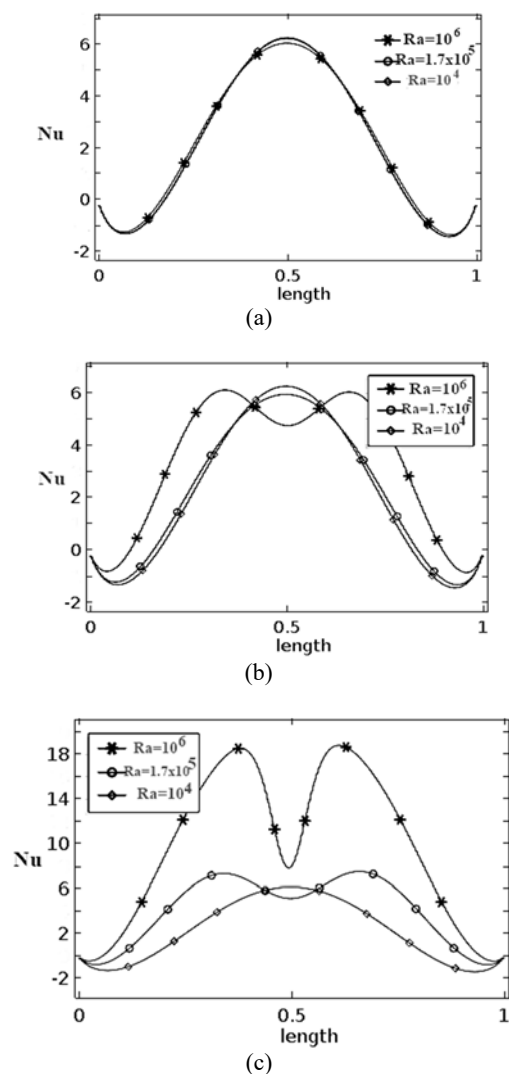 6
4
2
0
-2
Nu
Ra=10^6
Ra=1.7x10^5
Ra=10^4
0
0.5
1
length
(a)
6
4
2
0
-2
Nu
Ra=10^6
Ra=1.7x10^5
Ra=10^4
0
0.5
1
length
(b)
18
14
10
6
2
-2
Nu
Ra=10^6
Ra=1.7x10^5
Ra=10^4
0
0.5
1
length
(c)